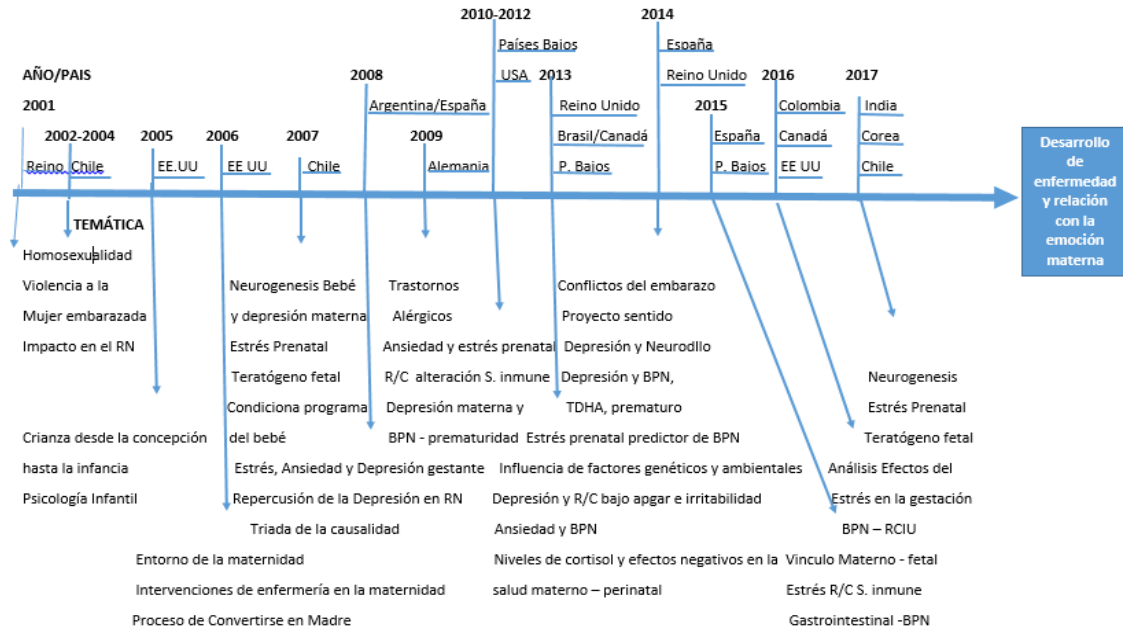 2010-2012
2014
Países Bajos
España
AÑO/PAIS
2008
USA
2013
Reino Unido
2016
2017
2001
Argentina/España
Reino Unido
2015
Colombia
India
2002-2004
2005
2006
2007
2009
Brasil/Canadá
España
Canadá
Corea
Reino
Chile
EE.UU
EE UU
Chile
Alemania
P. Bajos
P. Bajos
EE UU
Chile
Desarrollo
de
enfermedad
y relación
con la
emoción
materna
TEMÁTICA
Homosexualidad
Violencia a la
Mujer embarazada
Impacto en el RN
Crianza desde la concepción
hasta la infancia
Psicología Infantil
Neurogenesis Bebé
y depresión materna
Estrés Prenatal
Teratógeno fetal
Condiciona programa
del bebé
Estrés, Ansiedad y Depresión gestante
Repercusión de la Depresión en RN
Triada de la causalidad
Entorno de la maternidad
Intervenciones de enfermería en la maternidad
Proceso de Convertirse en Madre
Trastornos
Alérgicos
Ansiedad y estrés prenatal
R/C alteración S. inmune
Depresión materna y
BPN - prematuridad
Conflictos del embarazo
Proyecto sentido
Depresión y Neurodllo
Depresión y BPN,
TDHA, prematuro
Estrés prenatal predictor de BPN
Influencia de factores genéticos y ambientales
Depresión y R/C bajo apgar e irritabilidad
Ansiedad y BPN
Niveles de cortisol y efectos negativos en la
salud materno – perinatal
Neurogenesis
Estrés Prenatal
Teratógeno fetal
Análisis Efectos del
Estrés en la gestación
BPN – RCIU
Vinculo Materno - fetal
Estrés R/C S. inmune
Gastrointestinal -BPN